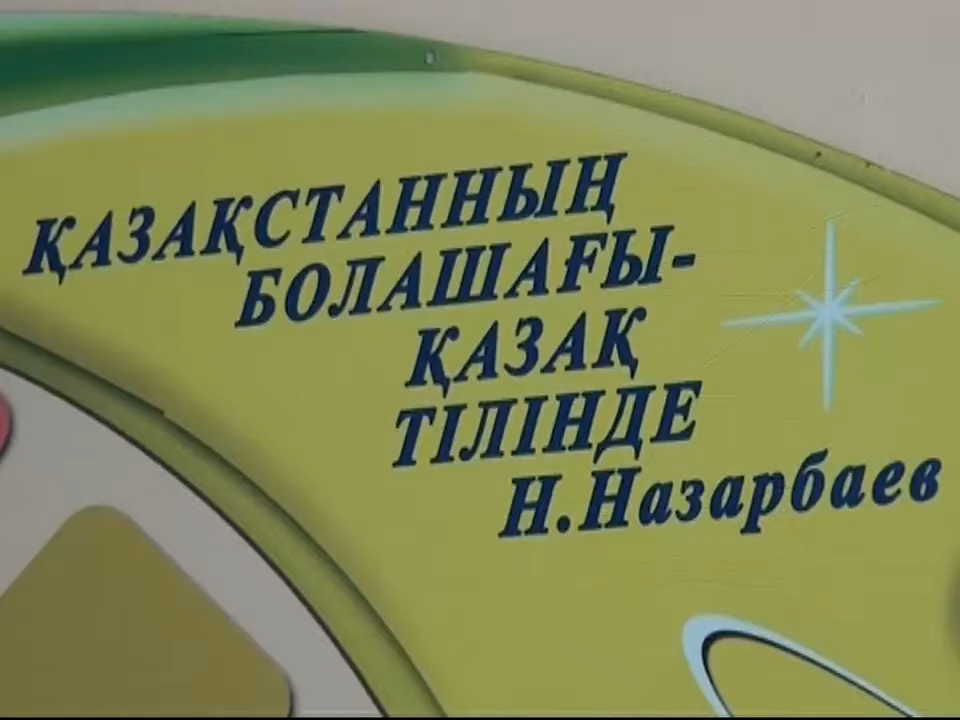 ҚАЗАҚСТАННЫҢ
БОЛАШАҒЫ-
ҚАЗАҚ
ТІЛІНДЕ
Н.Назарбаев